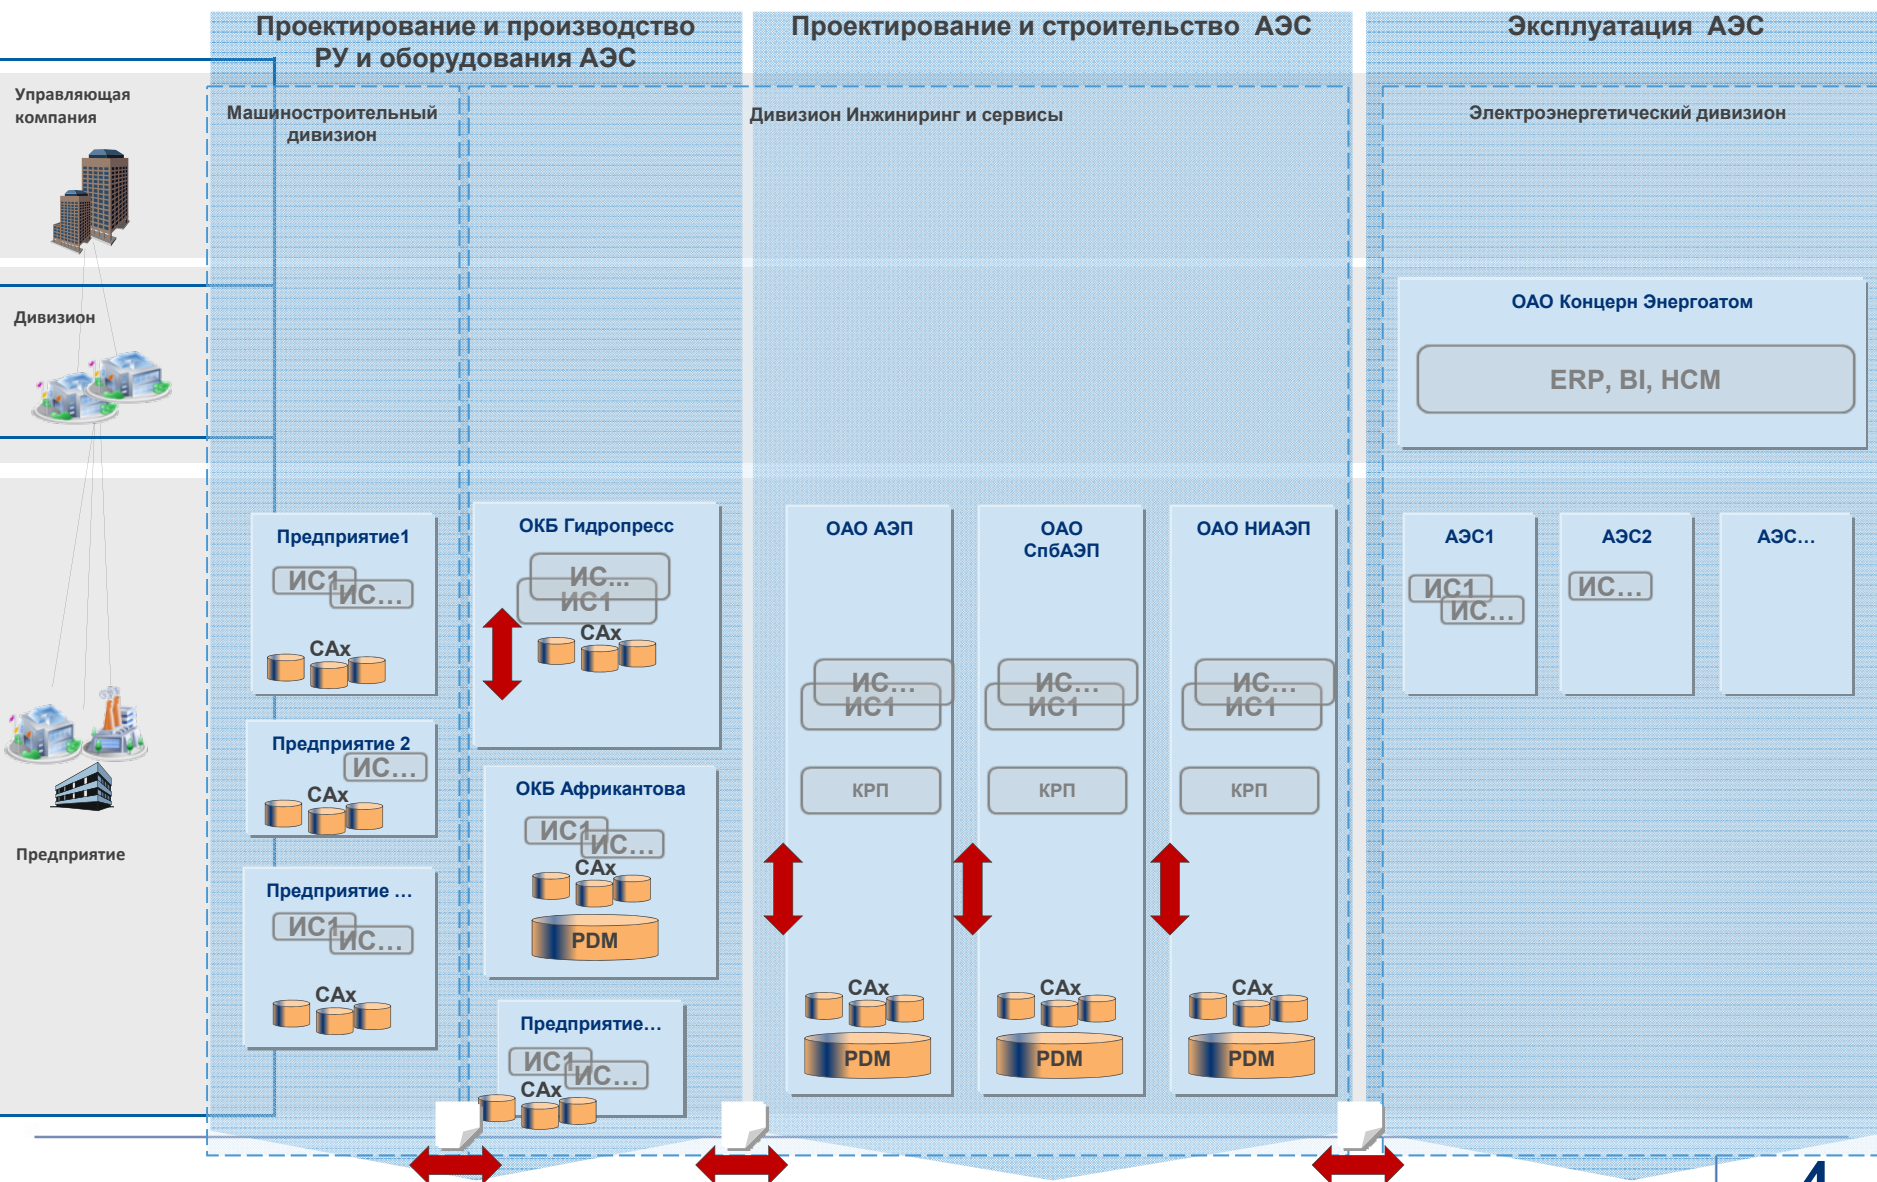 Проектирование и производство
РУ и оборудования АЭС
Проектирование и строительство АЭС
Эксплуатация АЭС
Управляющая
компания
Машиностроительный
дивизион
Дивизион Инжиниринг и сервисы
Электроэнергетический дивизион
Дивизион
ОАО Концерн Энергоатом
ERP, BI, HCM
Предприятие
Предприятие1
ИС1
ИС…
CAx
Предприятие 2
ИС…
CAx
Предприятие …
ИС1
ИС…
CAx
ОКБ Гидропресс
ИС...
ИС1
CAx
ОКБ Африкантова
ИС1
ИС…
CAx
PDM
Предприятие…
ИС1
ИС…
CAx
ОАО АЭП
ИС…
ИС1
КРП
CAx
PDM
ОАО
СпбАЭП
ИС…
ИС1
КРП
CAx
PDM
ОАО НИАЭП
ИС…
ИС1
КРП
CAx
PDM
АЭС1
ИС1
ИС…
АЭС2
ИС…
АЭС…
4